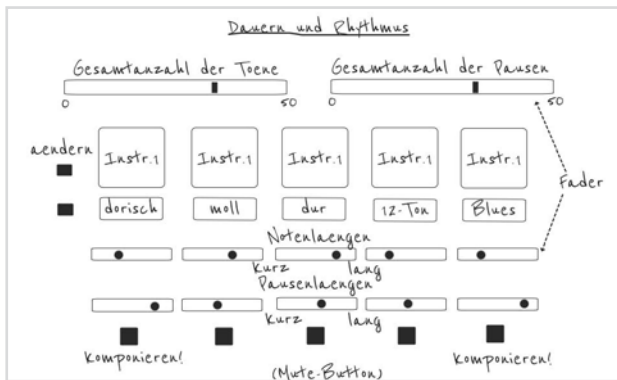 Dauern und Rhythmus
Gesamtanzahl der Toene Gesamtanzahl der Pausen
0 50 0 50
aendern Instr.1 Instr.1 Instr.1 Instr.1 Instr.1
Fader
dorisch moll dur 12-Ton Blues
Notenlaengen
kurz lang
Pausenlaengen
kurz lang
komponieren! komponieren!
(Mute-Button)